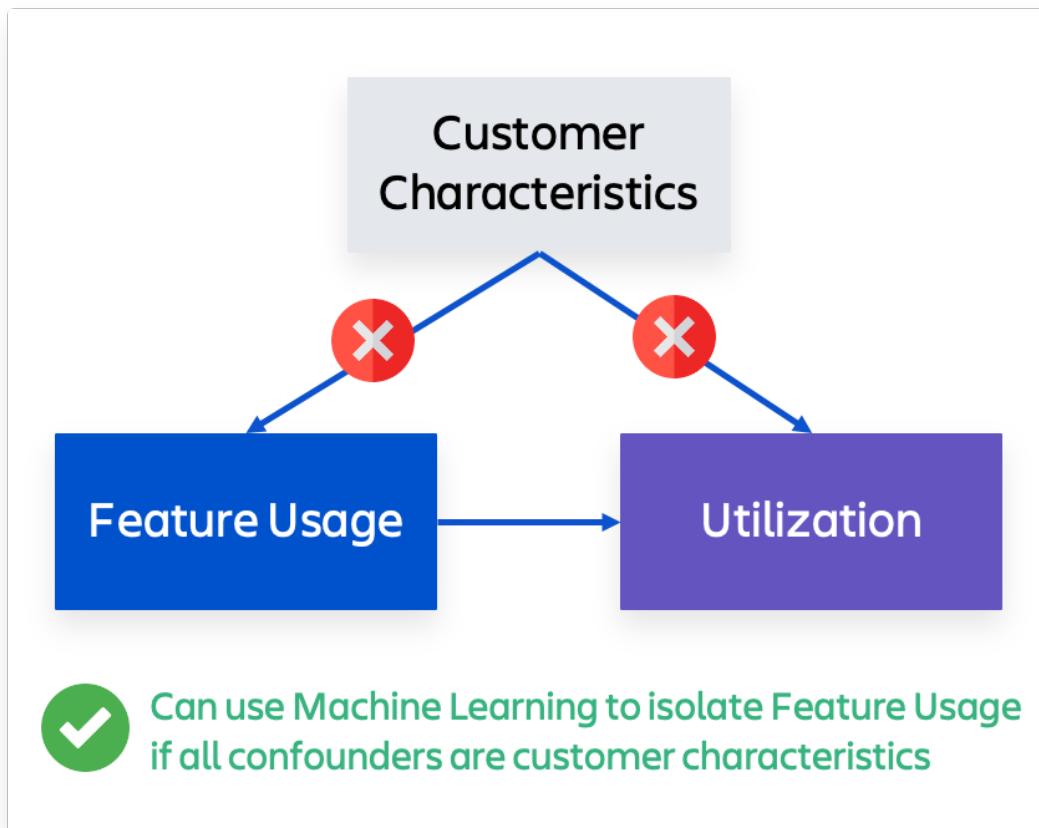 Customer
Characteristics
Feature Usage
Utilization
Can use Machine Learning to isolate Feature Usage
if all confounders are customer characteristics